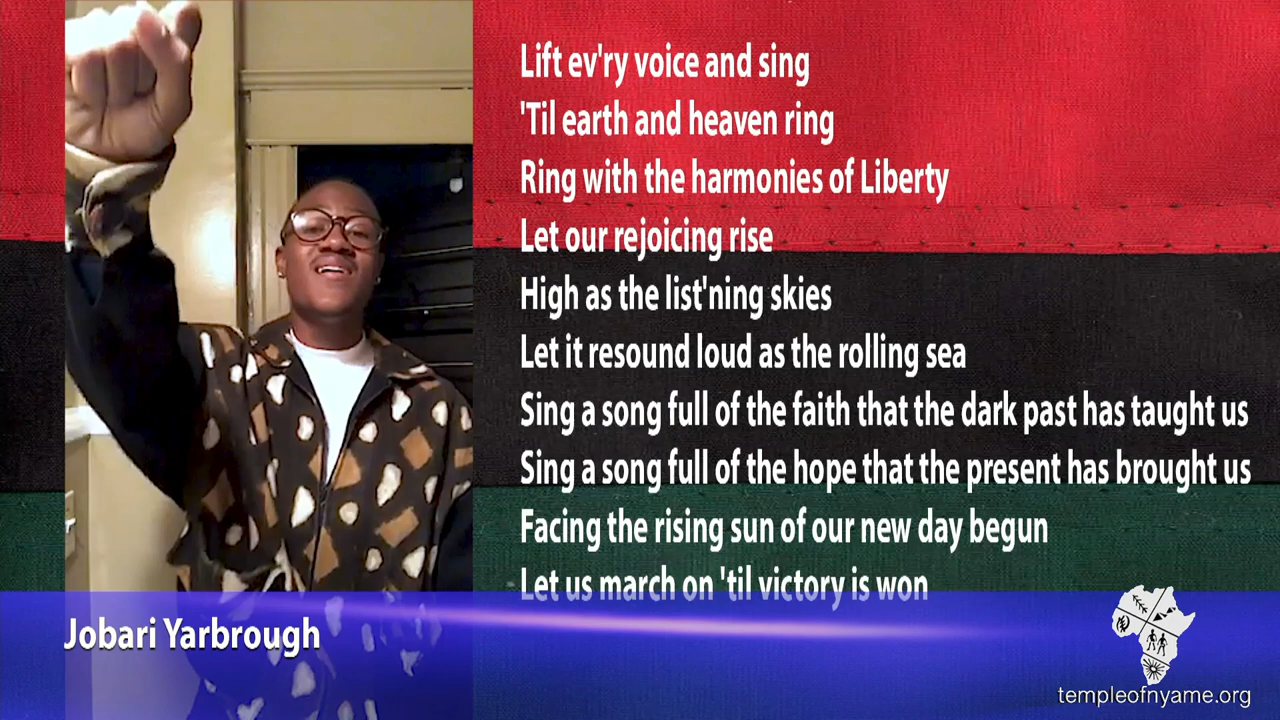 Lift ev'ry voice and sing
'Til earth and heaven ring
Ring with the harmonies of Liberty
Let our rejoicing rise
High as the list'ning skies
Let it resound loud as the rolling sea
Sing a song full of the faith that the dark past has taught us
Sing a song full of the hope that the present has brought us
Facing the rising sun of our new day begun
Let us march on 'til victory is won
Jobari Yarbrough
templeofnyame.org